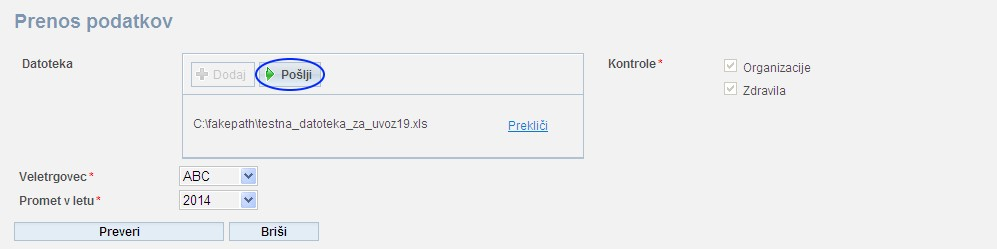 Prenos podatkov
Datoteka
Dodaj
Pošlji
Kontrole *
Organizacije
Zdravila
C:\fakepath\testna_datoteka_za_uvoz19.xls
Prekliči
Veletrgovec * ABC
Promet v letu * 2014
Preveri
Briši